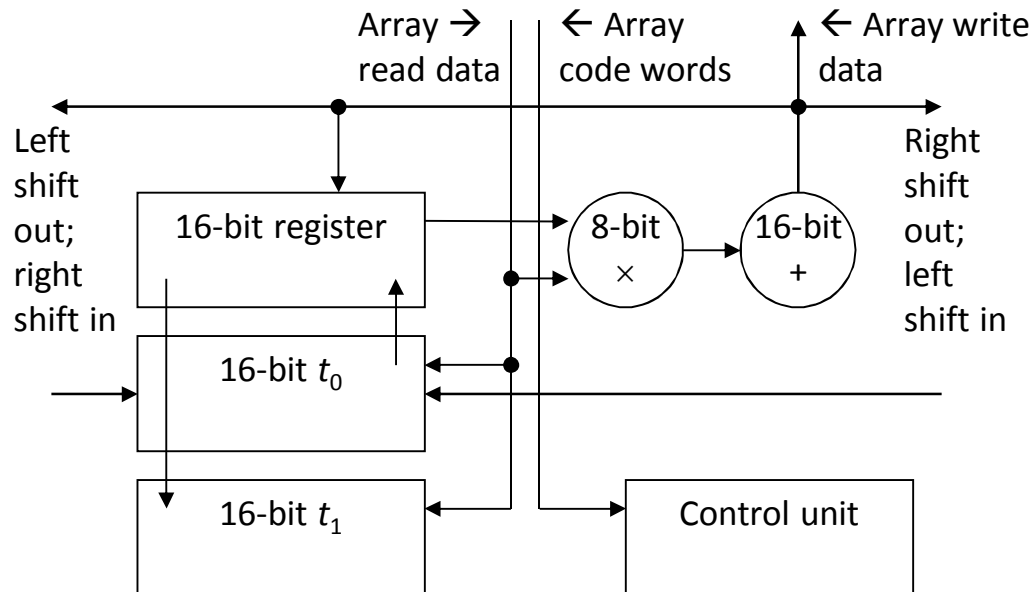 Array →
read data
← Array
code words
← Array write
data
Left
shift
out;
right
shift in
Right
shift
out;
left
shift in
16-bit register
8-bit
×
16-bit
+
16-bit t₀
16-bit t₁
Control unit